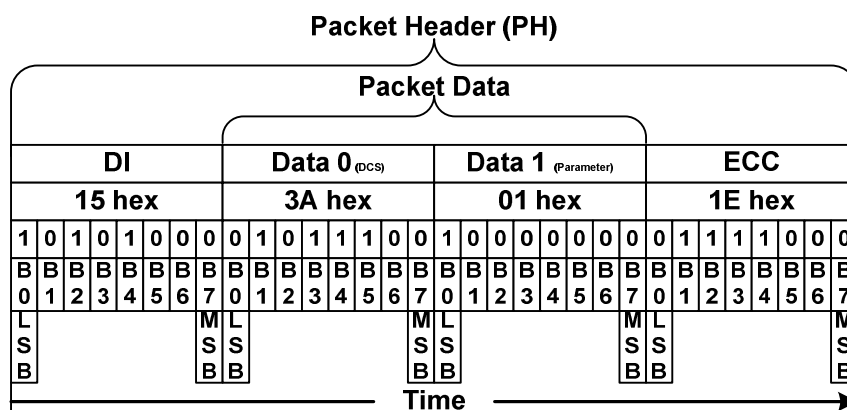 Packet Header (PH)
Packet Data
DI Data 0 (DCS) Data 1 (Parameter) ECC
15 hex 3A hex 01 hex 1E hex
1 0 1 0 1 0 0 0 0 1 0 1 1 1 0 0 1 0 0 0 0 0 0 0 0 1 1 1 1 0 0 0
B B B B B B B B B B B B B B B B B B B B B B B B B B B B B B B B
0 1 2 3 4 5 6 7 0 1 2 3 4 5 6 7 0 1 2 3 4 5 6 7 0 1 2 3 4 5 6 7
L M L M L M L M
S S S S S S S S
B B B B B B B B
Time